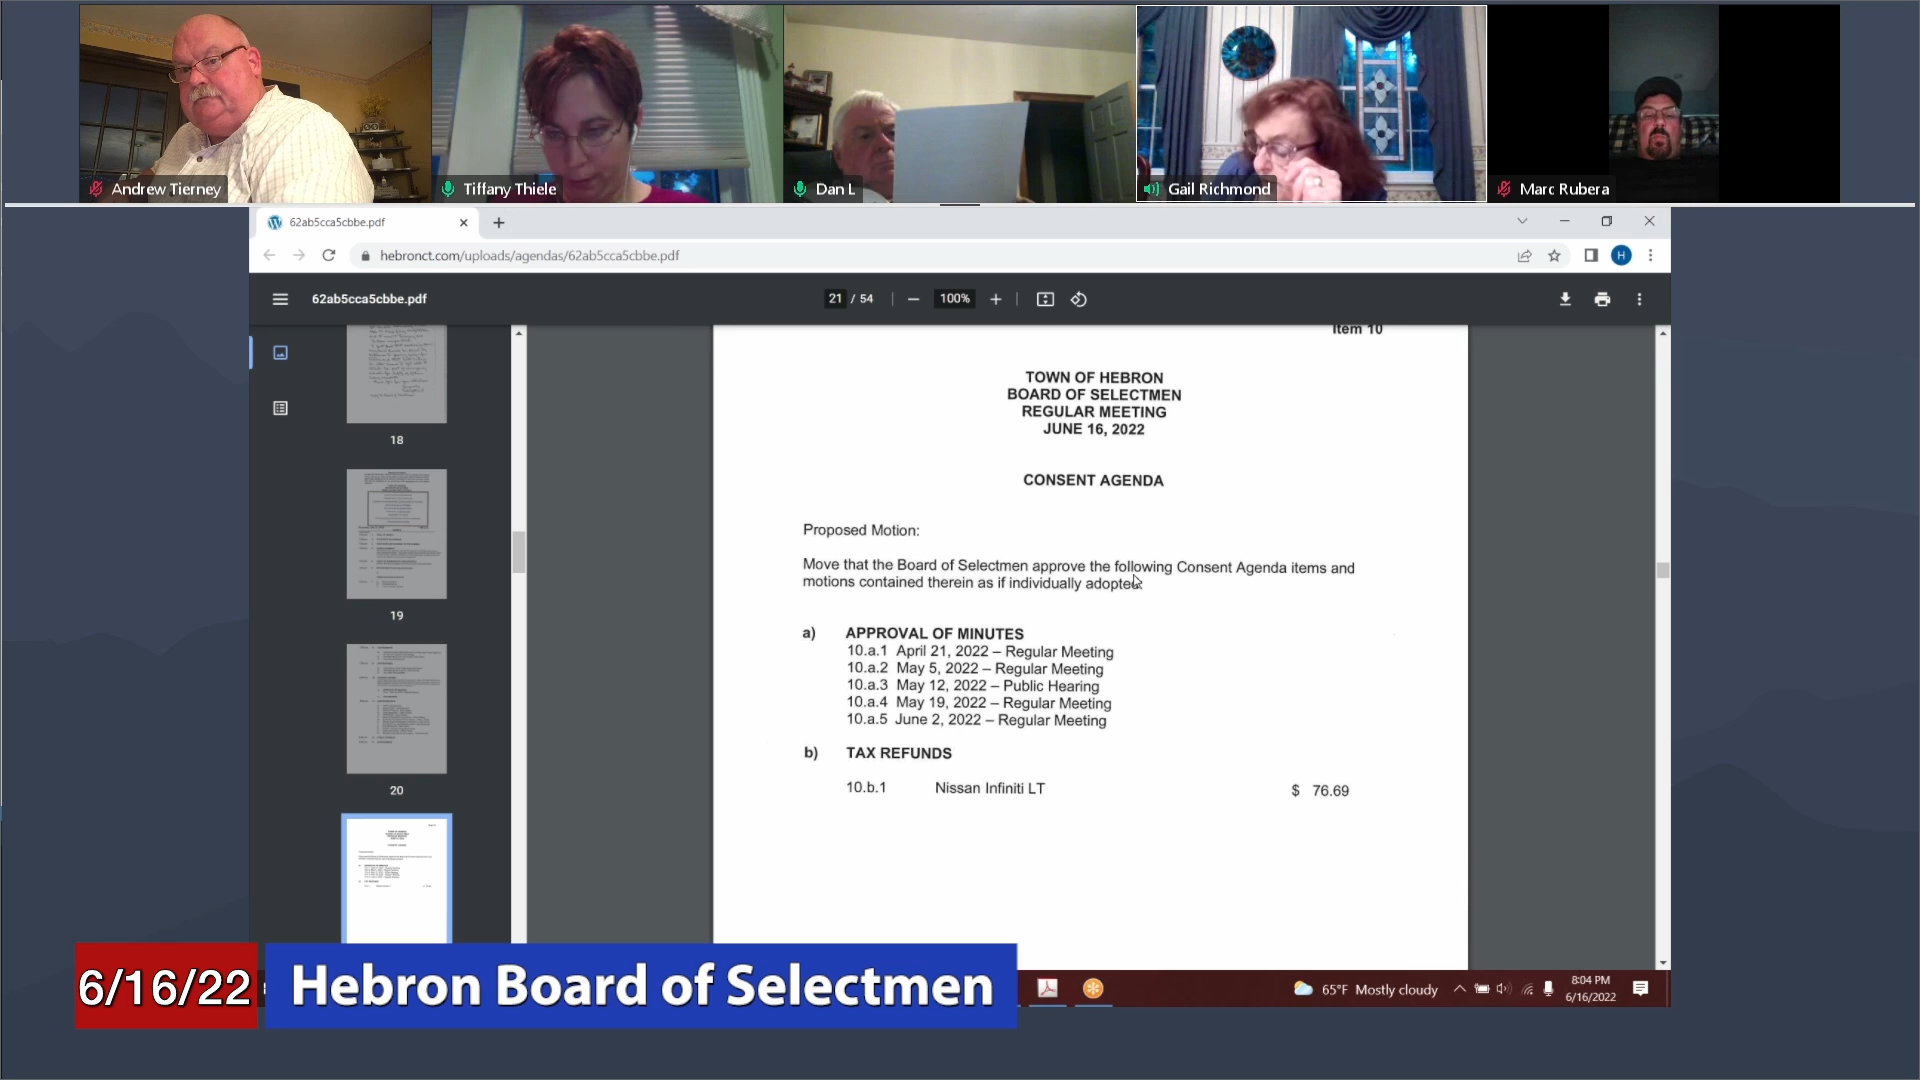 Andrew Tierney
Tiffany Thiele
Dan L
Gail Richmond
Marc Rubera
62ab5cca5cbbe.pdf
hebronct.com/uploads/agendas/62ab5cca5cbbe.pdf
H
62ab5cca5cbbe.pdf
21 / 54
100%
18
19
20
Item 10
TOWN OF HEBRON
BOARD OF SELECTMEN
REGULAR MEETING
JUNE 16, 2022
CONSENT AGENDA
Proposed Motion:
Move that the Board of Selectmen approve the following Consent Agenda items and
motions contained therein as if individually adopted:
a) APPROVAL OF MINUTES
10.a.1 April 21, 2022 – Regular Meeting
10.a.2 May 5, 2022 – Regular Meeting
10.a.3 May 12, 2022 – Public Hearing
10.a.4 May 19, 2022 – Regular Meeting
10.a.5 June 2, 2022 – Regular Meeting
b) TAX REFUNDS
10.b.1 Nissan Infiniti LT $ 76.69
6/16/22 Hebron Board of Selectmen
65°F Mostly cloudy
8:04 PM
6/16/2022